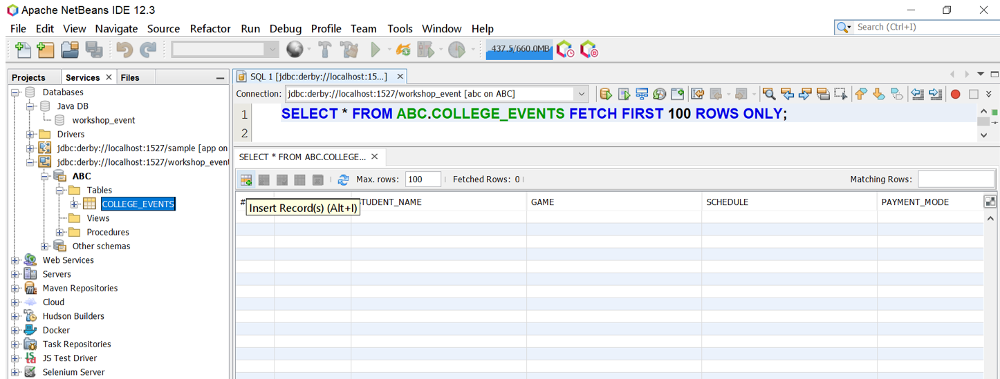 Apache NetBeans IDE 12.3
File Edit View Navigate Source Refactor Run Debug Profile Team Tools Window Help
Search (Ctrl+I)
437.5/660.0MB
Projects Services Files
Databases
Java DB
workshop_event
Drivers
jdbc:derby://localhost:1527/sample [app on
jdbc:derby://localhost:1527/workshop_event
ABC
Tables
COLLEGE_EVENTS
Views
Procedures
Other schemas
Web Services
Servers
Maven Repositories
Cloud
Hudson Builders
Docker
Task Repositories
JS Test Driver
Selenium Server
SQL 1 [jdbc:derby://localhost:15...]
Connection: jdbc:derby://localhost:1527/workshop_event [abc on ABC]
1 SELECT * FROM ABC.COLLEGE_EVENTS FETCH FIRST 100 ROWS ONLY;
2
SELECT * FROM ABC.COLLEGE...
Max. rows: 100 Fetched Rows: 0 Matching Rows:
# STUDENT_NAME GAME SCHEDULE PAYMENT_MODE
Insert Record(s) (Alt+I)